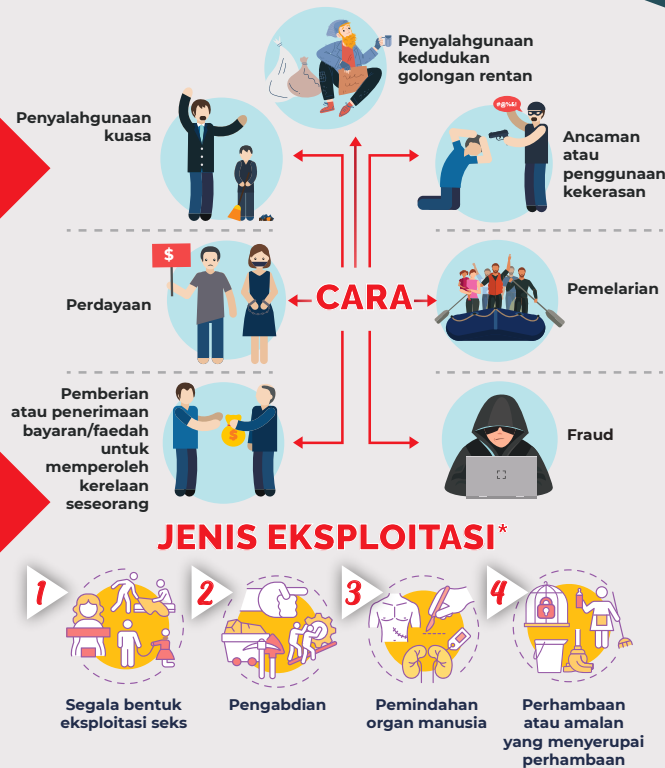 Penyalahgunaan
kedudukan
golongan rentan
Penyalahgunaan
kuasa
#@%&!
Ancaman
atau
penggunaan
kekerasan
$
Perdayaan
CARA
Pemelarian
Pemberian
atau penerimaan
bayaran/faedah
untuk
memperoleh
kerelaan
seseorang
$
Fraud
JENIS EKSPLOITASI*
1
Segala bentuk
eksploitasi seks
2
Pengabdian
3
Pemindahan
organ manusia
4
Perhambaan
atau amalan
yang menyerupai
perhambaan